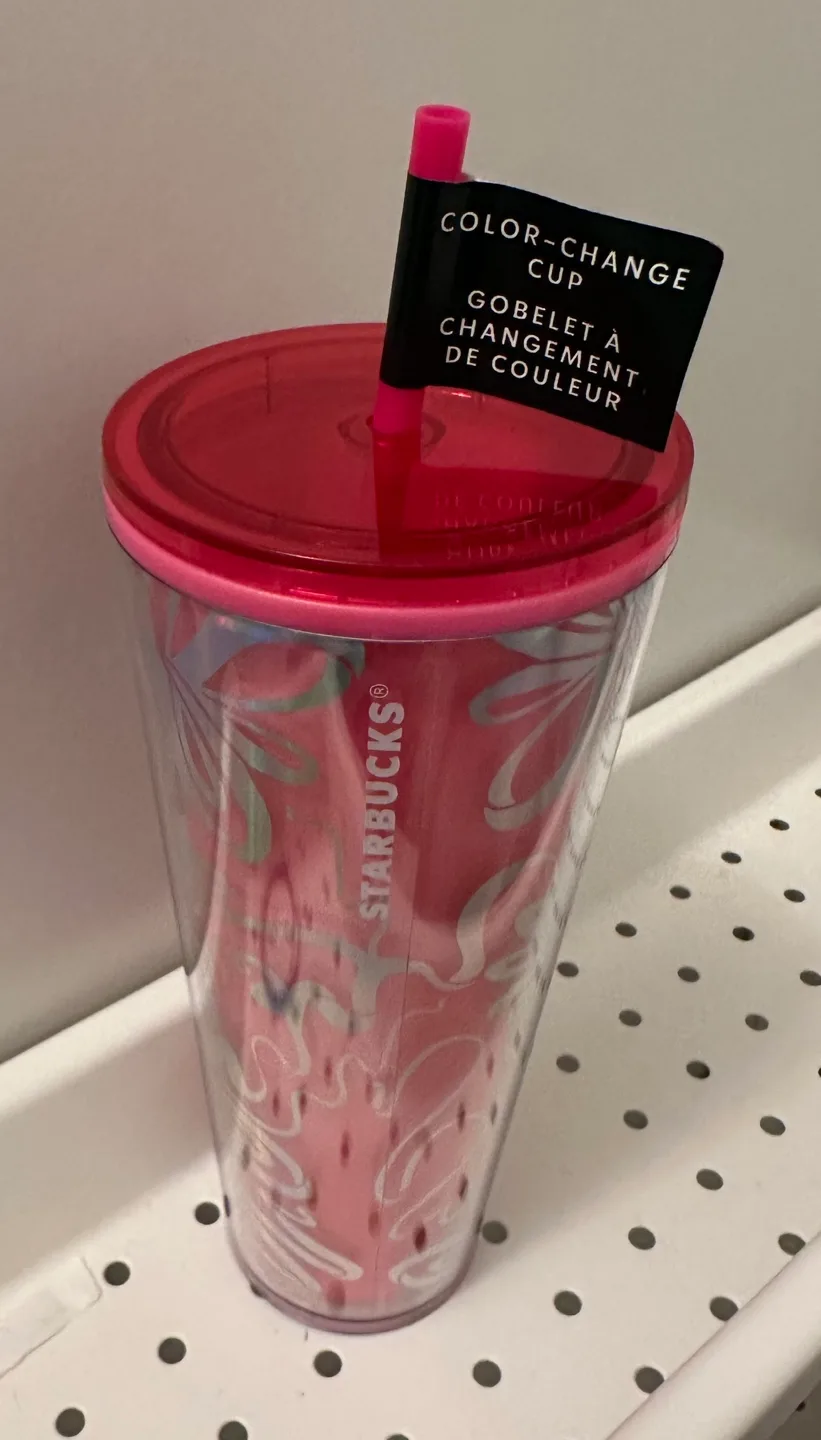 COLOR-CHANGE
CUP
GOBELET À
CHANGEMENT
DE COULEUR
STARBUCKS®